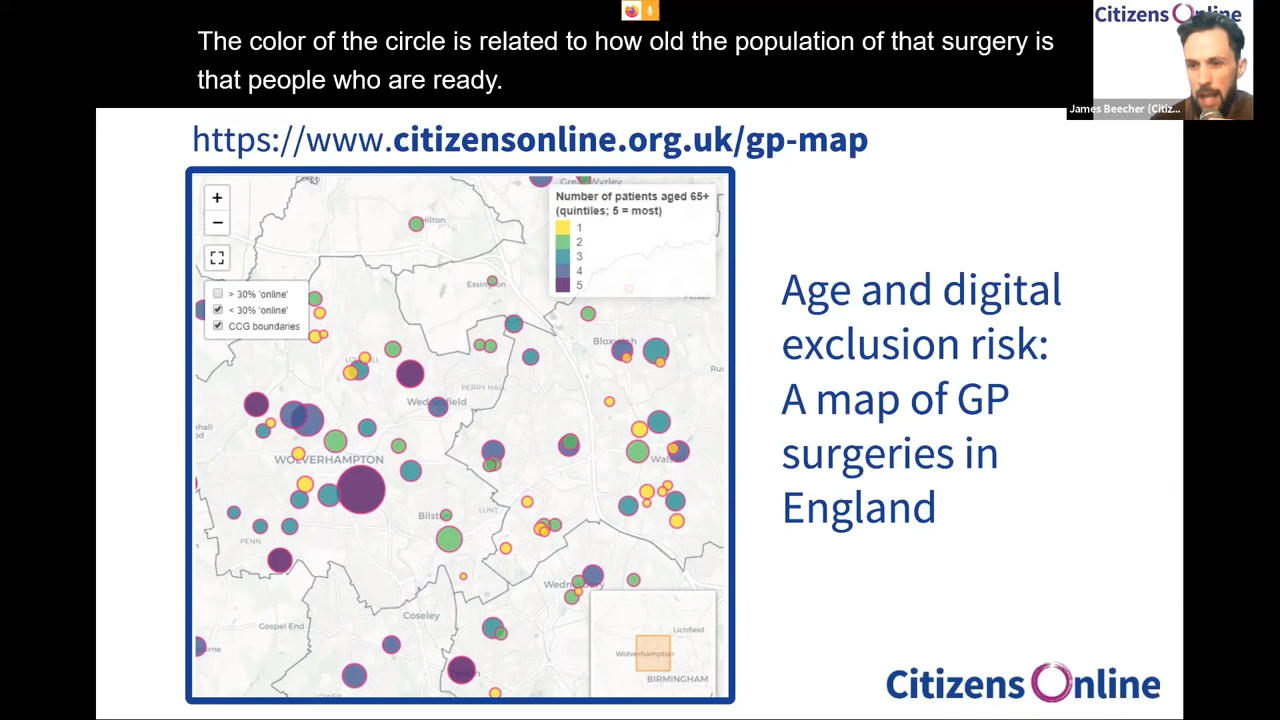 The color of the circle is related to how old the population of that surgery is
that people who are ready.
Citizens Online
James Beecher (Citiz...
https://www.citizensonline.org.uk/gp-map
+
−
> 30% 'online'
< 30% 'online'
CCG boundaries
Number of patients aged 65+
(quintiles; 5 = most)
1
2
3
4
5
Hilton
Essington
PERRY HALL
Wednesfield
WOLVERHAMPTON
LUNT
PENN
Coseley
Gospel End
LOWER
Lichfield
Wolverhampton
BIRMINGHAM
Age and digital
exclusion risk:
A map of GP
surgeries in
England
Citizens Online